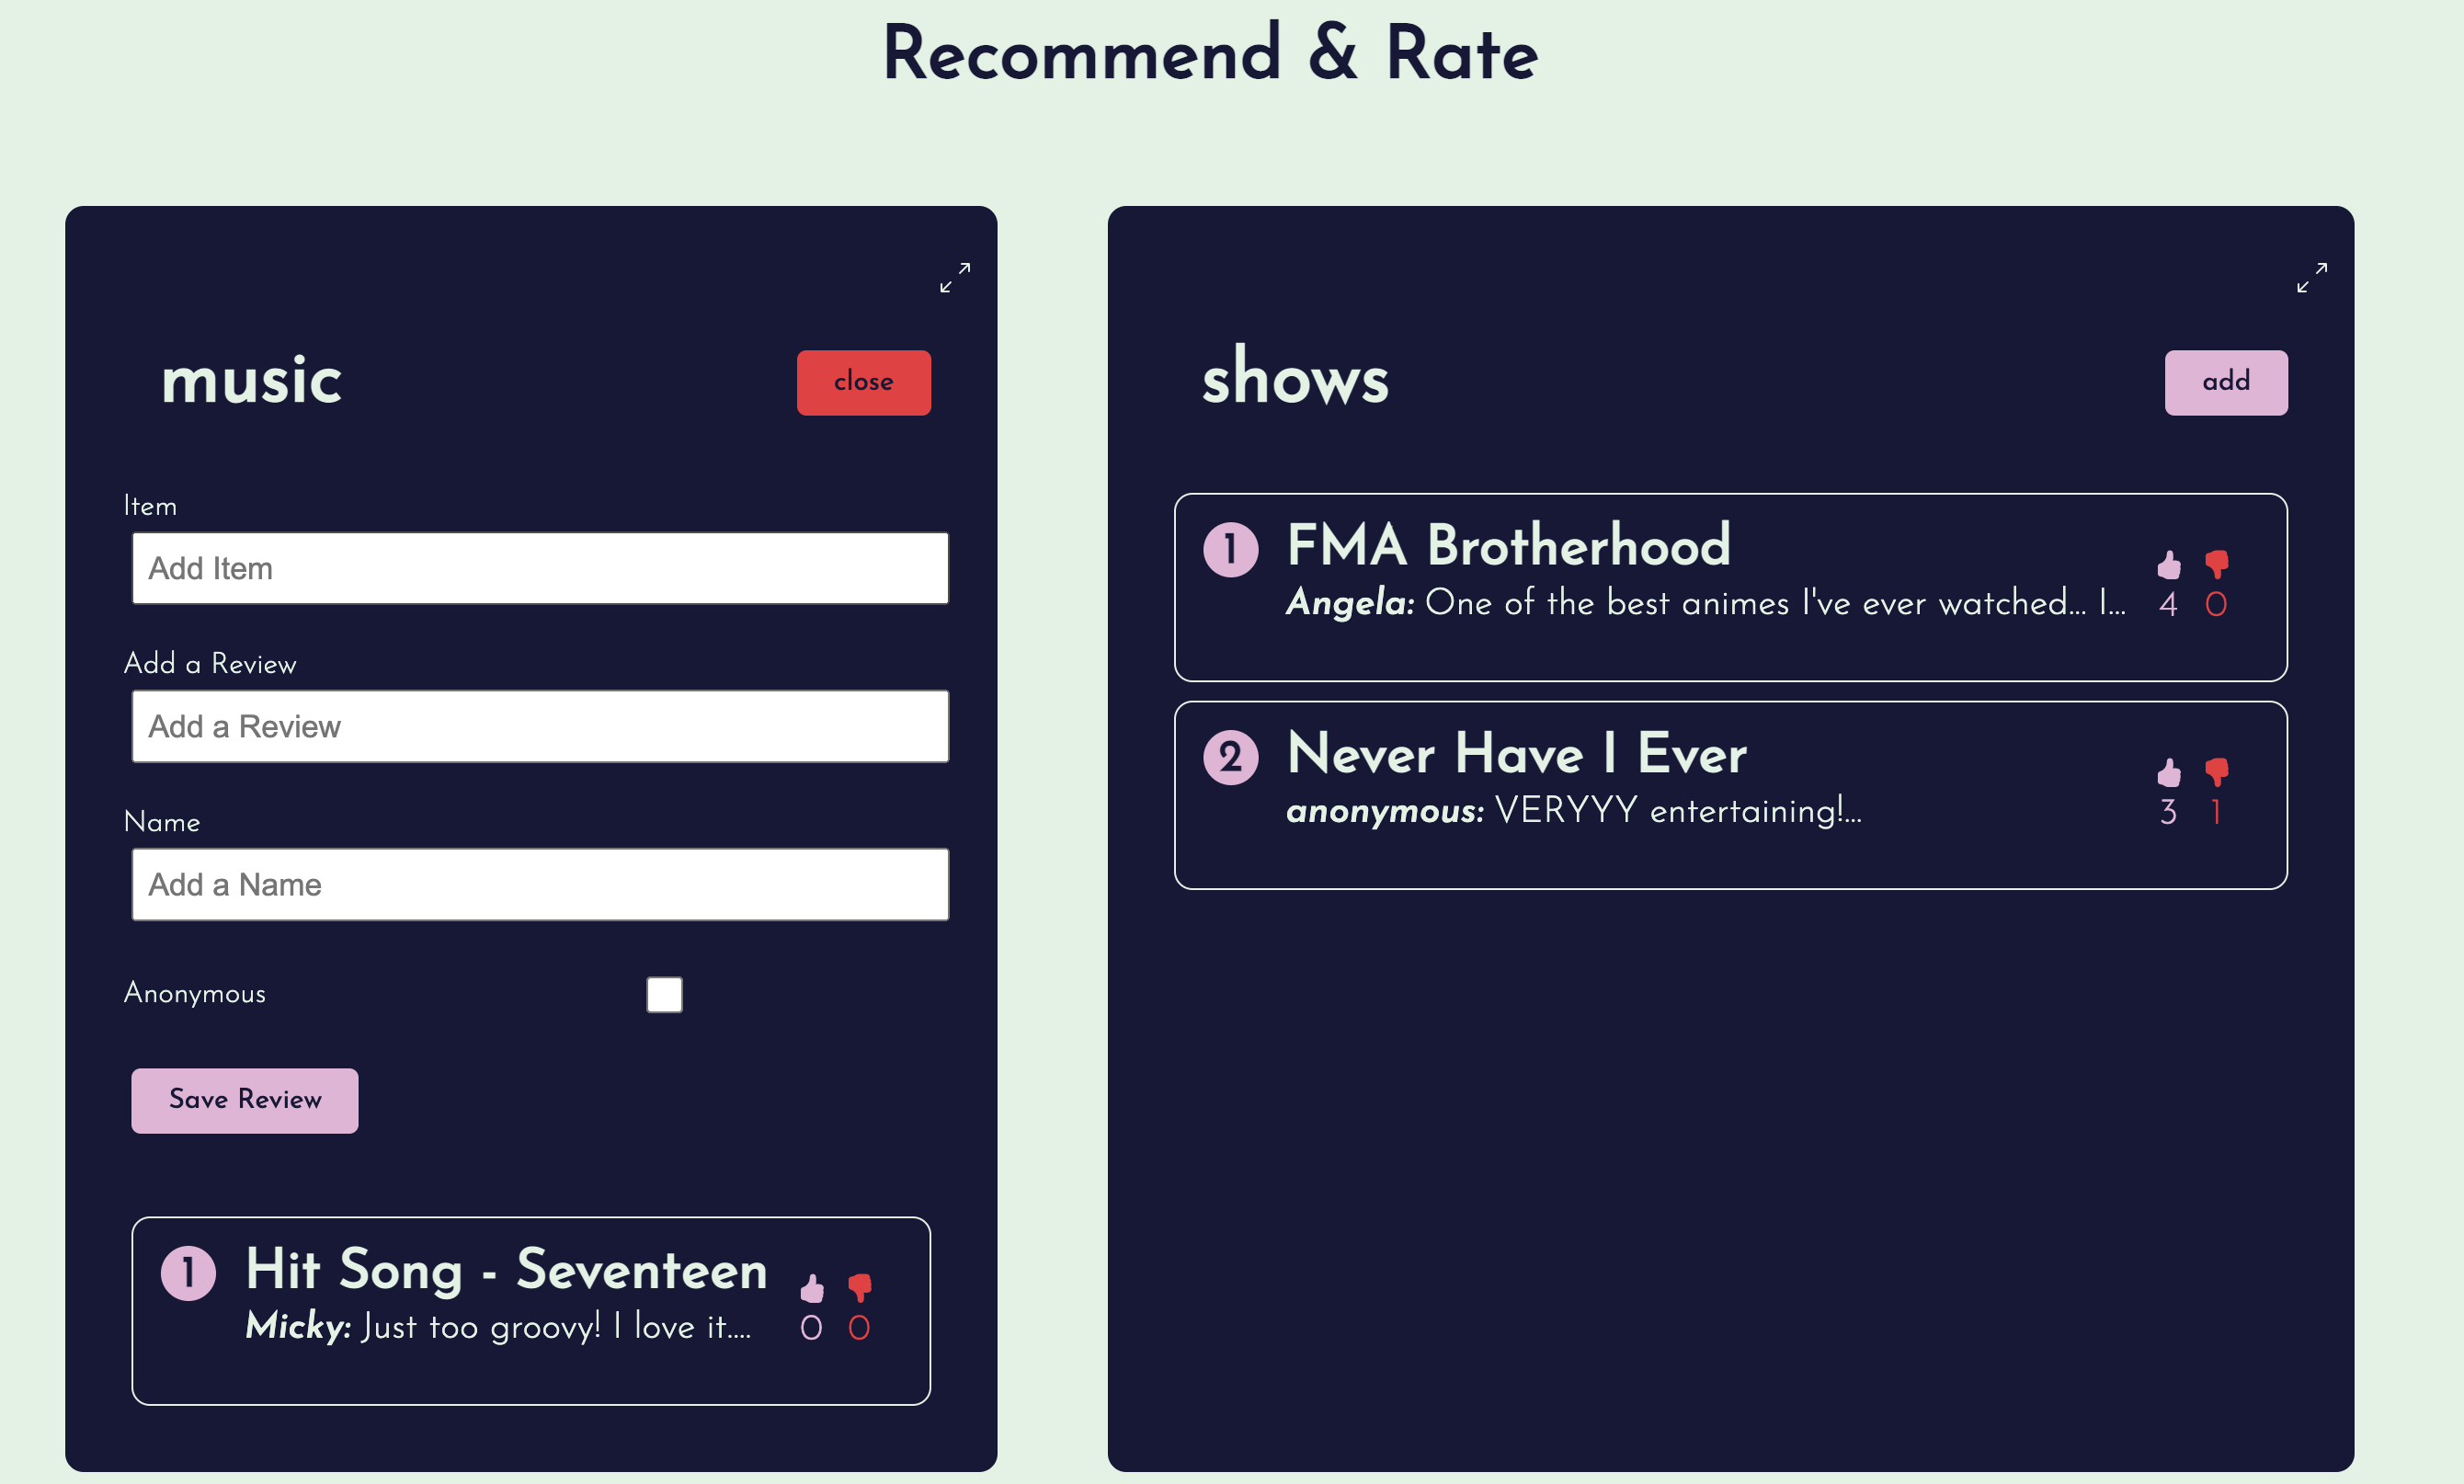 Recommend & Rate
music
close
Item
Add Item
Add a Review
Add a Review
Name
Add a Name
Anonymous
Save Review
1
Hit Song - Seventeen
Micky: Just too groovy! I love it....
0 0
shows
add
1
FMA Brotherhood
Angela: One of the best animes I've ever watched... I...
4 0
2
Never Have I Ever
anonymous: VERYYY entertaining!...
3 1